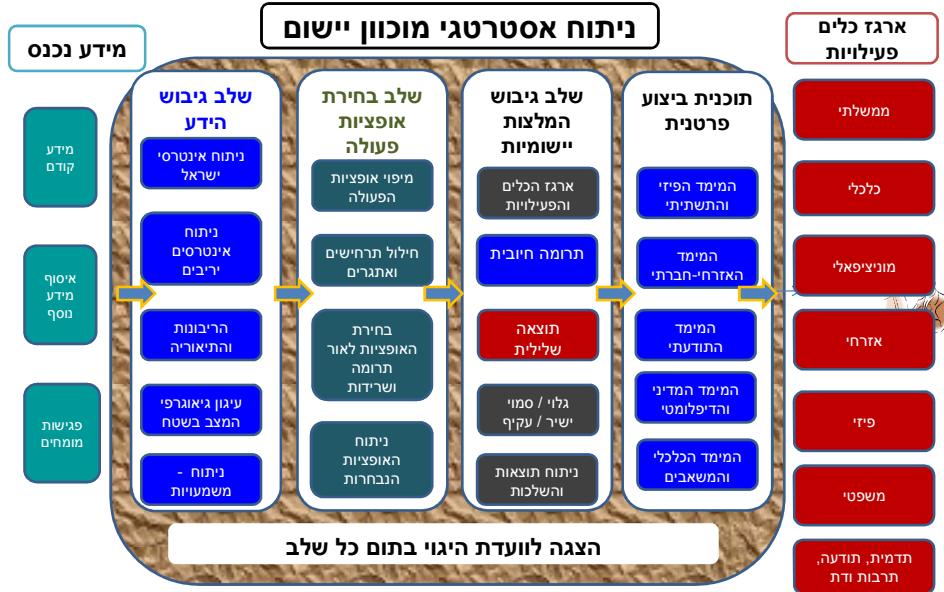 ניתוח אסטרטגי מוכוון יישום
ארגז כלים
פעילויות
מידע נכנס
מידע
קודם
איסוף
מידע
נוסף
פגישות
מומחים
שלב גיבוש
הידע
ניתוח אינטרסי
ישראל
ניתוח
אינטרסים
יריבים
הריבונות
והתיאוריה
עיגון גיאוגרפי
המצב בשטח
ניתוח -
משמעויות
שלב בחירת
אופציות
פעולה
מיפוי אופציות
הפעולה
חילול תרחישים
ואתגרים
בחירת
האופציות לאור
תרומה
ושרידות
ניתוח
האופציות
הנבחרות
שלב גיבוש
המלצות
יישומיות
ארגז הכלים
והפעילויות
תרומה חיובית
תוצאה
שלילית
גלוי / סמוי
ישיר / עקיף
ניתוח תוצאות
והשלכות
תוכנית ביצוע
פרטנית
המימד הפיזי
והתשתיתי
המימד
האזרחי-חברתי
המימד
התודעתי
המימד המדיני
והדיפלומטי
המימד הכלכלי
והמשאבים
ממשלתי
כלכלי
מוניציפאלי
אזרחי
פיזי
משפטי
תדמית, תודעה,
תרבות ודת
הצגה לוועדת היגוי בתום כל שלב